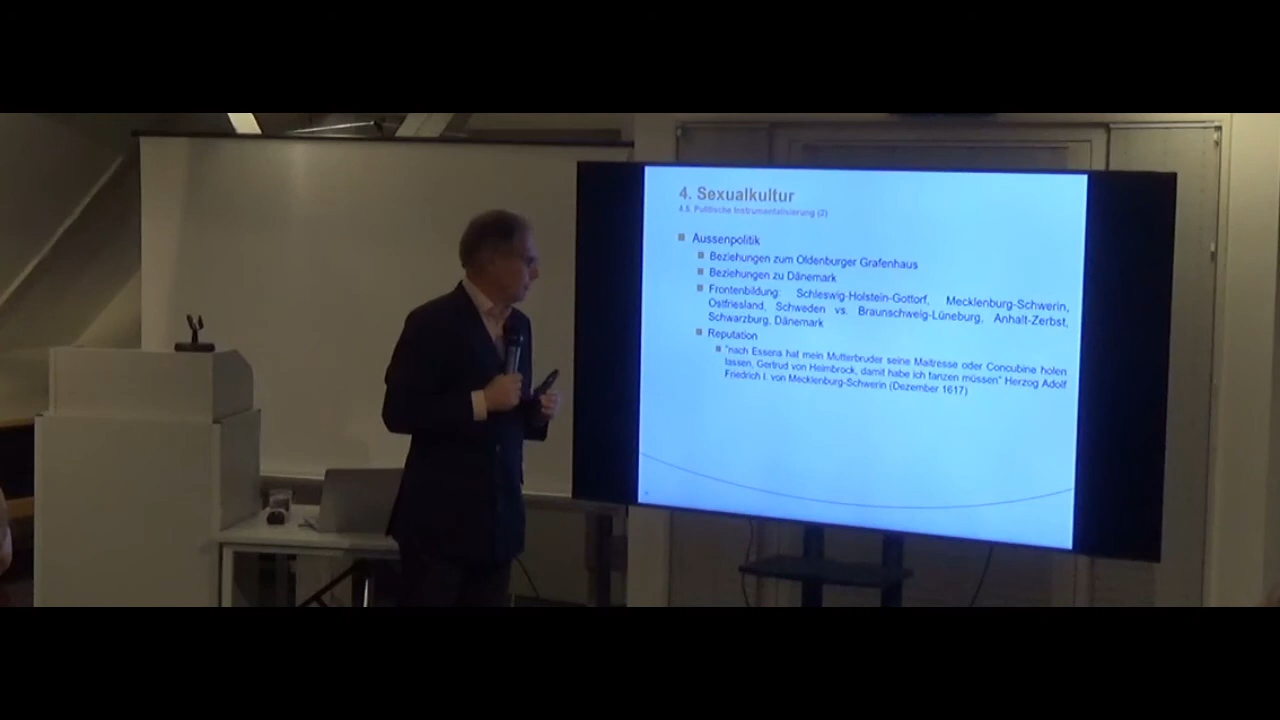 4. Sexualkultur
4.5. Politische Instrumentalisierung (2)
Aussenpolitik
Beziehungen zum Oldenburger Grafenhaus
Beziehungen zu Dänemark
Frontenbildung: Schleswig-Holstein-Gottorf, Mecklenburg-Schwerin,
Ostfriesland, Schweden vs. Braunschweig-Lüneburg, Anhalt-Zerbst,
Schwarzburg, Dänemark
Reputation
"nach Essena hat mein Mutterbruder seine Maitresse oder Concubine holen
lassen, Gertrud von Heimbrock, damit habe ich tanzen müssen" Herzog Adolf
Friedrich I. von Mecklenburg-Schwerin (Dezember 1617)